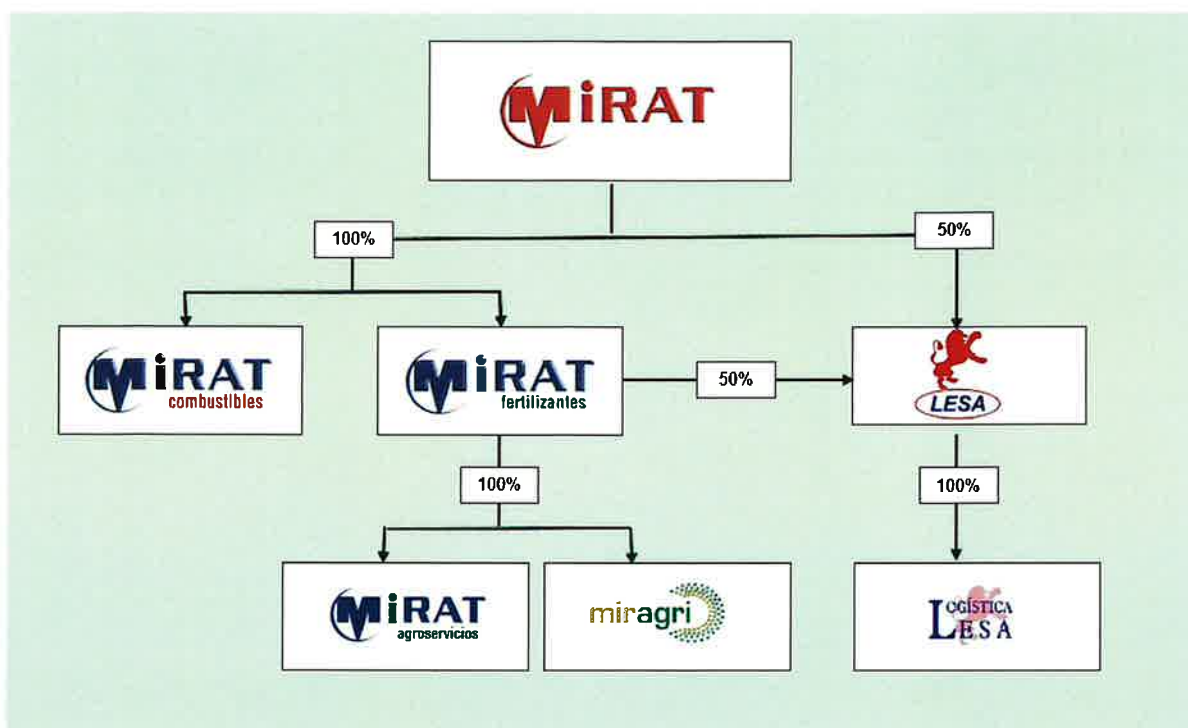 MiRAT
100%
50%
MiRAT
combustibles
MiRAT
fertilizantes
50%
LESA
100%
100%
MiRAT
agroservicios
miragri
LOGÍSTICA
LESA